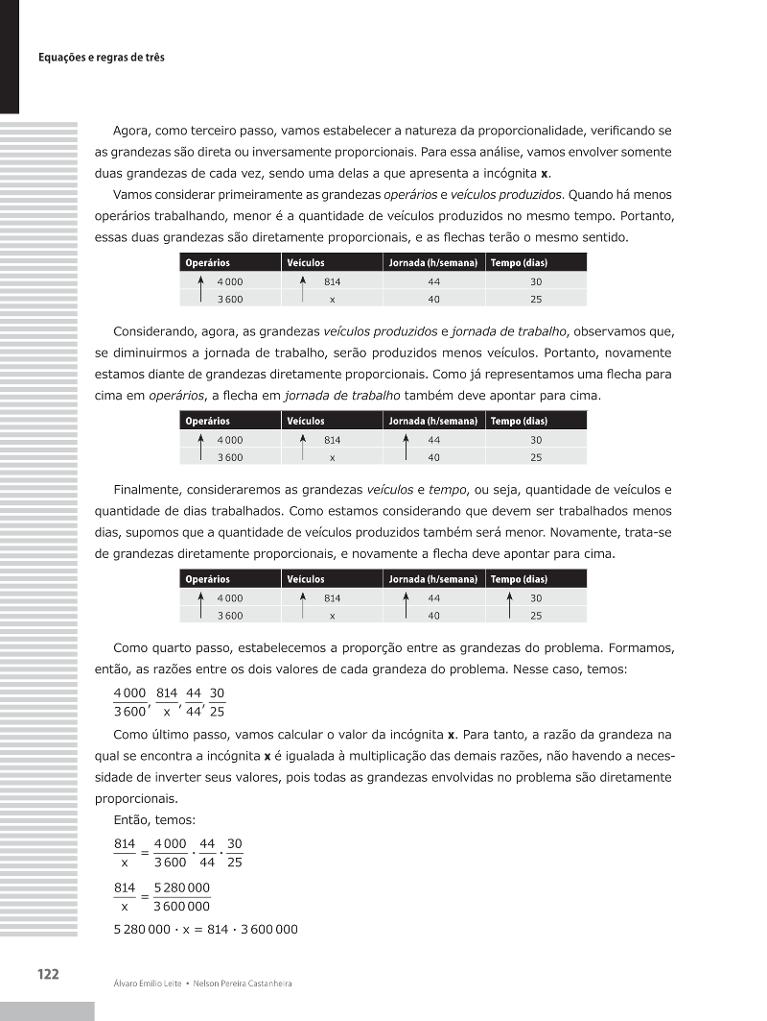 Equações e regras de três
Agora, como terceiro passo, vamos estabelecer a natureza da proporcionalidade, verificando se
as grandezas são direta ou inversamente proporcionais. Para essa análise, vamos envolver somente
duas grandezas de cada vez, sendo uma delas a que apresenta a incógnita x.
Vamos considerar primeiramente as grandezas operários e veículos produzidos. Quando há menos
operários trabalhando, menor é a quantidade de veículos produzidos no mesmo tempo. Portanto,
essas duas grandezas são diretamente proporcionais, e as flechas terão o mesmo sentido.
Operários Veículos Jornada (h/semana) Tempo (dias)
4 000 814 44 30
3 600 x 40 25
Considerando, agora, as grandezas veículos produzidos e jornada de trabalho, observamos que,
se diminuirmos a jornada de trabalho, serão produzidos menos veículos. Portanto, novamente
estamos diante de grandezas diretamente proporcionais. Como já representamos uma flecha para
cima em operários, a flecha em jornada de trabalho também deve apontar para cima.
Operários Veículos Jornada (h/semana) Tempo (dias)
4 000 814 44 30
3 600 x 40 25
Finalmente, consideraremos as grandezas veículos e tempo, ou seja, quantidade de veículos e
quantidade de dias trabalhados. Como estamos considerando que devem ser trabalhados menos
dias, supomos que a quantidade de veículos produzidos também será menor. Novamente, trata-se
de grandezas diretamente proporcionais, e novamente a flecha deve apontar para cima.
Operários Veículos Jornada (h/semana) Tempo (dias)
4 000 814 44 30
3 600 x 40 25
Como quarto passo, estabelecemos a proporção entre as grandezas do problema. Formamos,
então, as razões entre os dois valores de cada grandeza do problema. Nesse caso, temos:
4 000/3 600, 814/x, 44/44, 30/25
Como último passo, vamos calcular o valor da incógnita x. Para tanto, a razão da grandeza na
qual se encontra a incógnita x é igualada à multiplicação das demais razões, não havendo a neces-
sidade de inverter seus valores, pois todas as grandezas envolvidas no problema são diretamente
proporcionais.
Então, temos:
814/x = 4 000/3 600 · 44/44 · 30/25
814/x = 5 280 000/3 600 000
5 280 000 · x = 814 · 3 600 000
122
Álvaro Emílio Leite • Nelson Pereira Castanheira